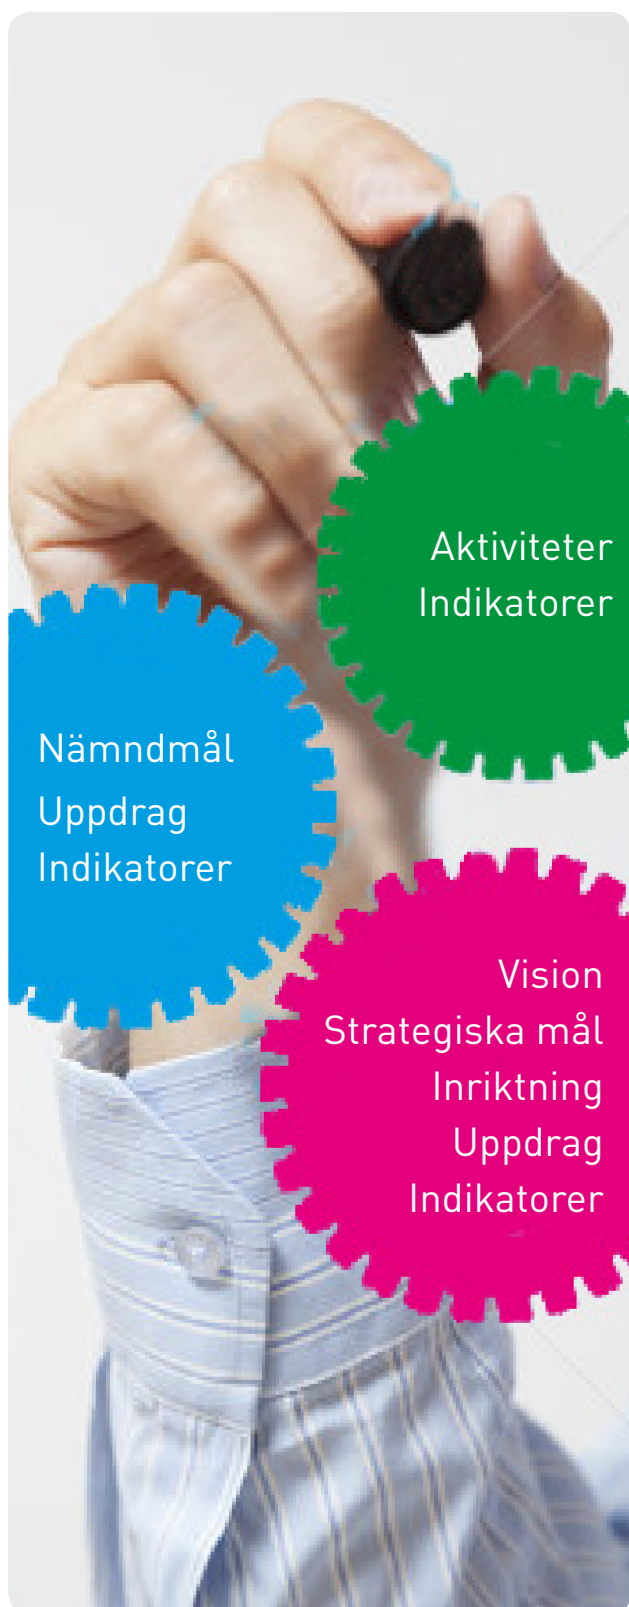 Aktiviteter
Indikatorer
Nämndmål
Uppdrag
Indikatorer
Vision
Strategiska mål
Inriktning
Uppdrag
Indikatorer